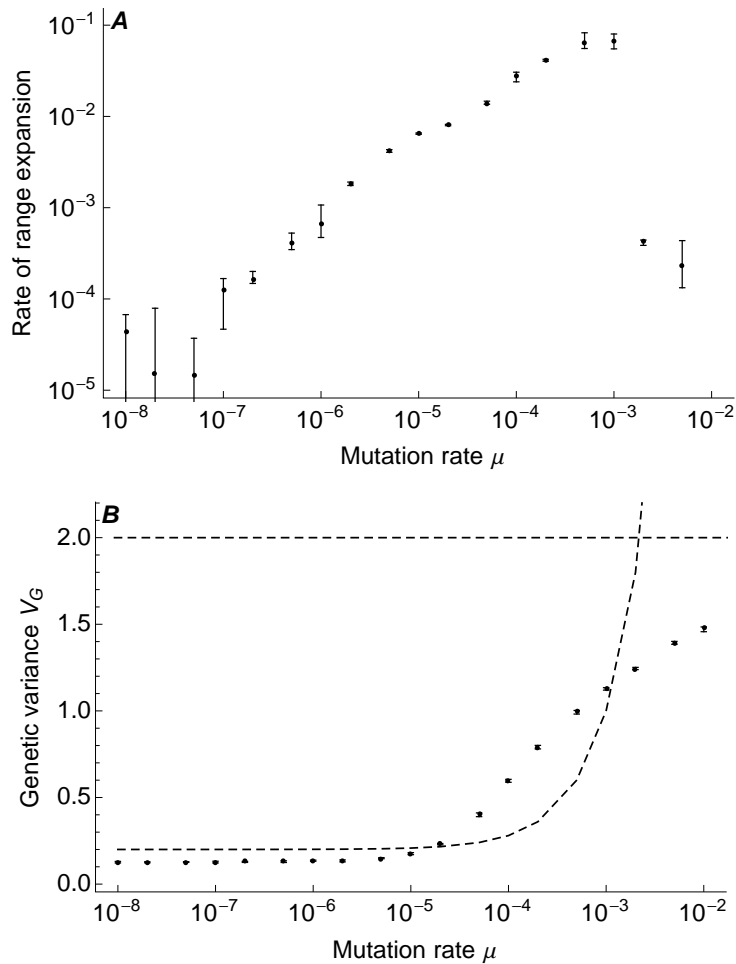 A
10⁻¹
10⁻²
10⁻³
10⁻⁴
10⁻⁵
Rate of range expansion
10⁻⁸ 10⁻⁷ 10⁻⁶ 10⁻⁵ 10⁻⁴ 10⁻³ 10⁻²
Mutation rate μ
B
2.0
1.5
1.0
0.5
0.0
Genetic variance V_G
10⁻⁸ 10⁻⁷ 10⁻⁶ 10⁻⁵ 10⁻⁴ 10⁻³ 10⁻²
Mutation rate μ